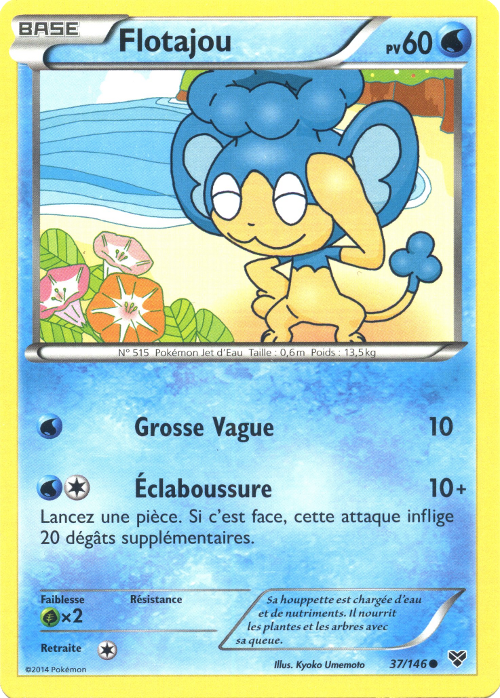 BASE
Flotajou
PV60
N° 515 Pokémon Jet d'Eau Taille : 0,6m Poids : 13,5kg
Grosse Vague 10
Éclaboussure 10+
Lancez une pièce. Si c'est face, cette attaque inflige
20 dégâts supplémentaires.
Faiblesse Résistance
×2
Retraite
Sa houppette est chargée d'eau
et de nutriments. Il nourrit
les plantes et les arbres avec
sa queue.
©2014 Pokémon
Illus. Kyoko Umemoto
37/146
XY